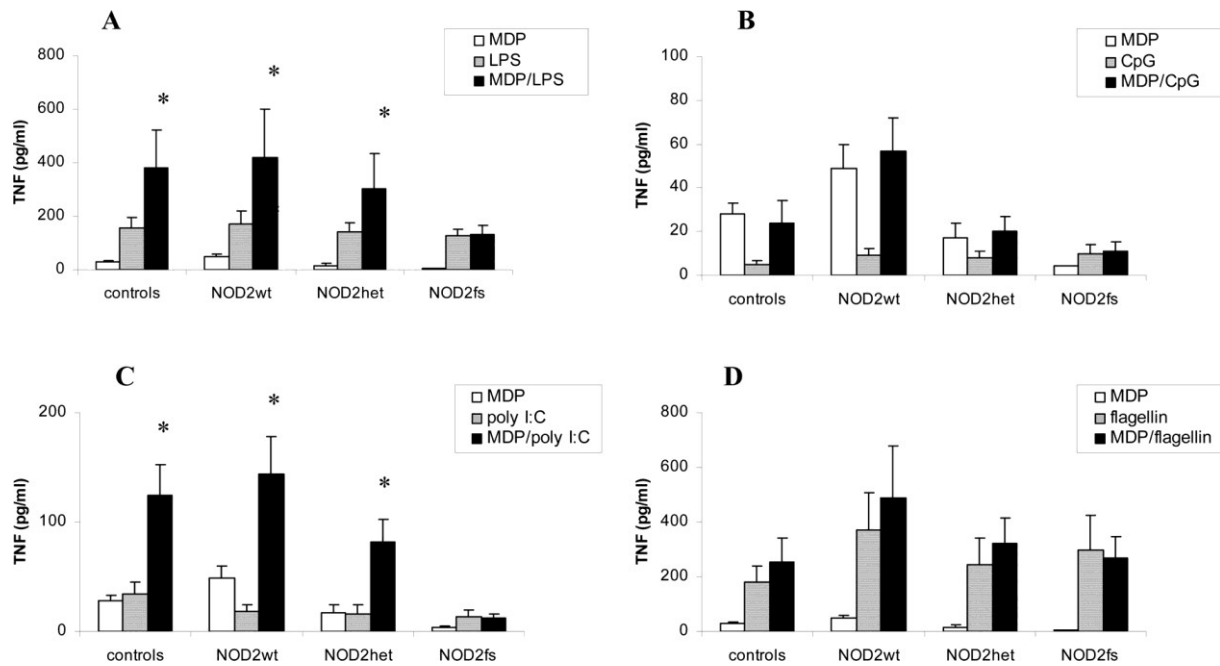 A
MDP
LPS
MDP/LPS
TNF (pg/ml)
800
600
400
200
0
* * *
controls NOD2wt NOD2het NOD2fs
B
MDP
CpG
MDP/CpG
TNF (pg/ml)
100
80
60
40
20
0
controls NOD2wt NOD2het NOD2fs
C
MDP
poly I:C
MDP/poly I:C
TNF (pg/ml)
200
100
0
* * *
controls NOD2wt NOD2het NOD2fs
D
MDP
flagellin
MDP/flagellin
TNF (pg/ml)
800
600
400
200
0
controls NOD2wt NOD2het NOD2fs